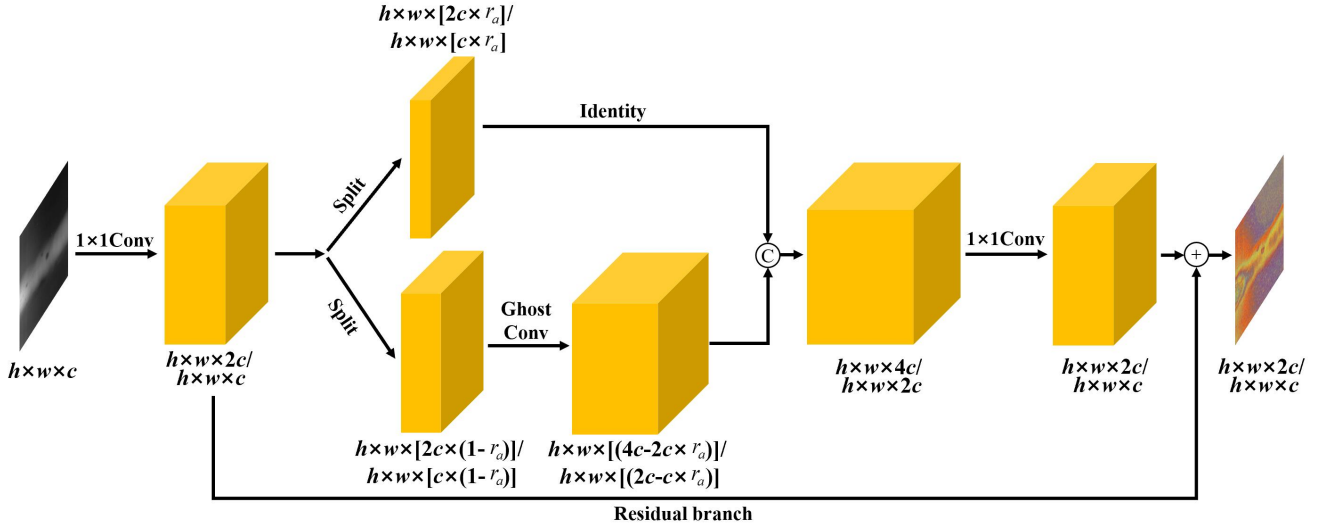 h×w×[2c×r_a]/
h×w×[c×r_a]
Identity
Split
1×1Conv
C
1×1Conv
+
Split
Ghost
Conv
h×w×c
h×w×2c/
h×w×c
h×w×4c/
h×w×2c
h×w×2c/
h×w×c
h×w×2c/
h×w×c
h×w×[2c×(1- r_a)]/
h×w×[c×(1- r_a)]
h×w×[(4c-2c× r_a)]/
h×w×[(2c-c× r_a)]
Residual branch